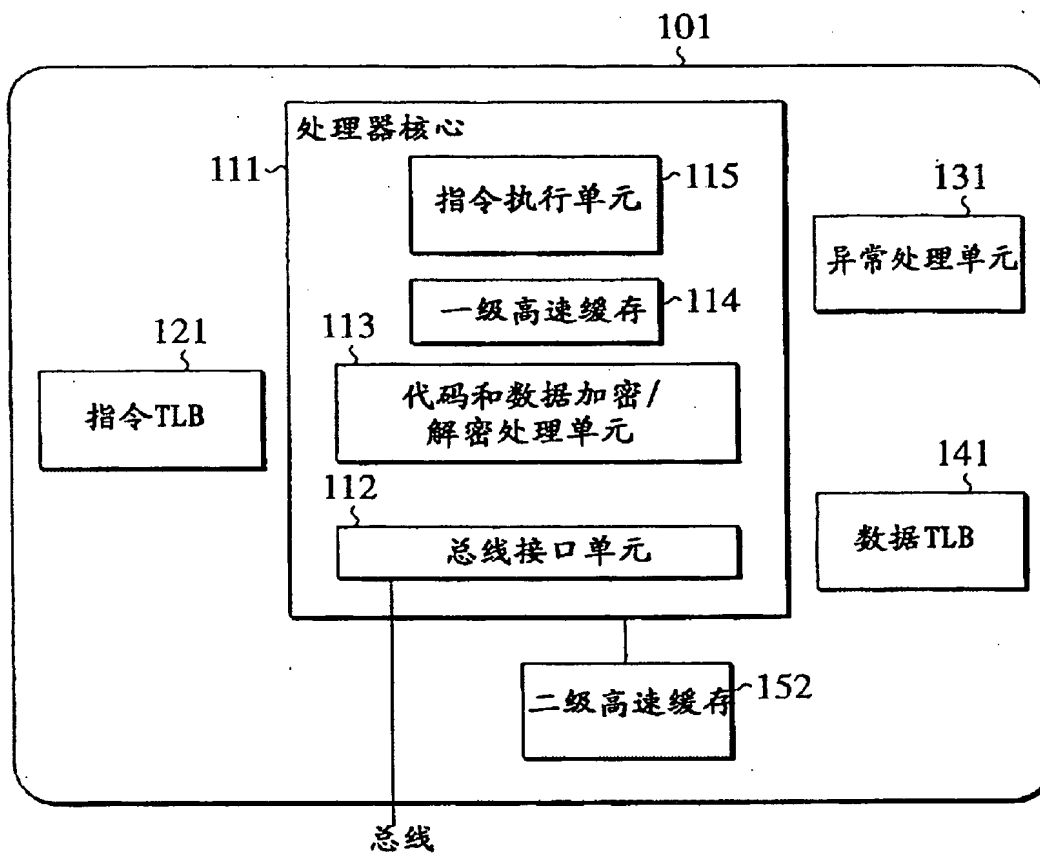 101
处理器核心
111
指令执行单元
115
131
异常处理单元
一级高速缓存
114
113
代码和数据加密/
解密处理单元
121
指令TLB
112
总线接口单元
141
数据TLB
二级高速缓存
152
总线